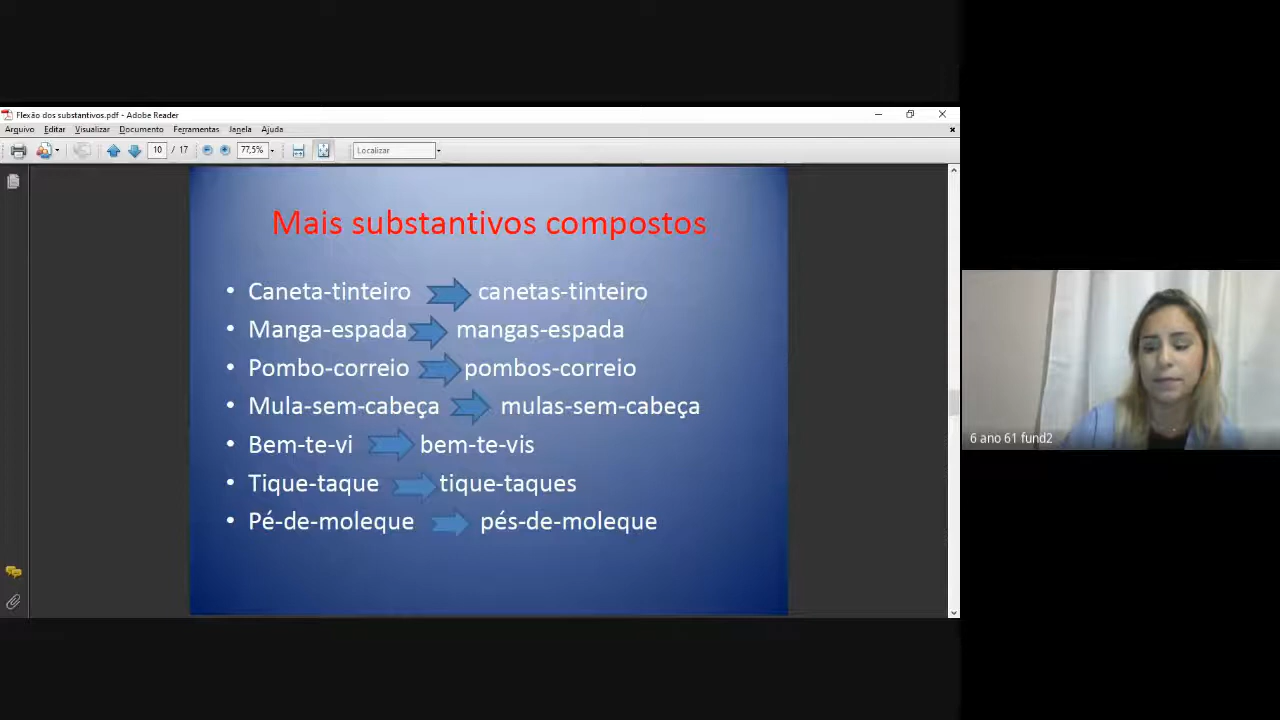 Flexão dos substantivos.pdf - Adobe Reader
Arquivo Editar Visualizar Documento Ferramentas Janela Ajuda
10 / 17 77,5% Localizar
Mais substantivos compostos
• Caneta-tinteiro canetas-tinteiro
• Manga-espada mangas-espada
• Pombo-correio pombos-correio
• Mula-sem-cabeça mulas-sem-cabeça
• Bem-te-vi bem-te-vis
• Tique-taque tique-taques
• Pé-de-moleque pés-de-moleque
6 ano 61 fund2